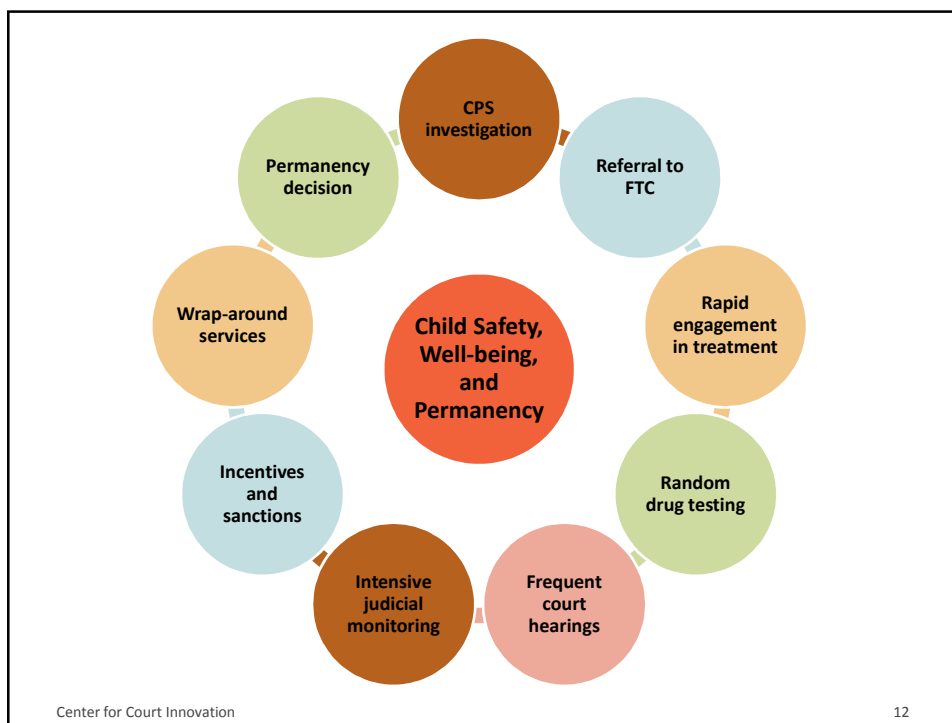 CPS
investigation
Referral to
FTC
Rapid
engagement
in treatment
Random
drug testing
Frequent
court
hearings
Intensive
judicial
monitoring
Incentives
and
sanctions
Wrap-around
services
Permanency
decision
Child Safety,
Well-being,
and
Permanency
Center for Court Innovation
12